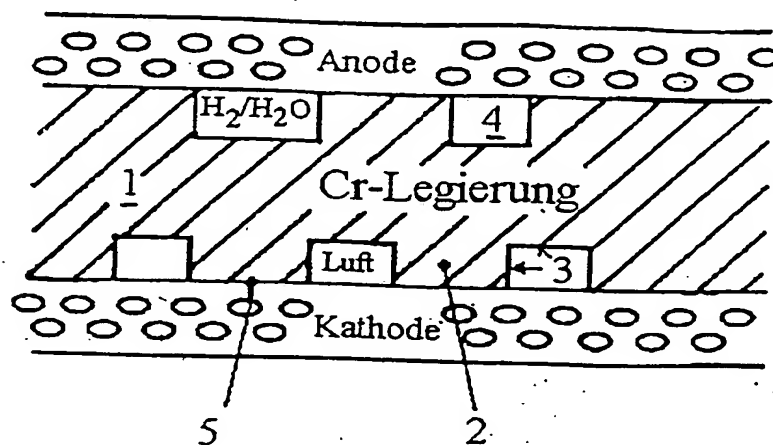 Anode
H2/H2O
4
1
Cr-Legierung
Luft
3
Kathode
5
2